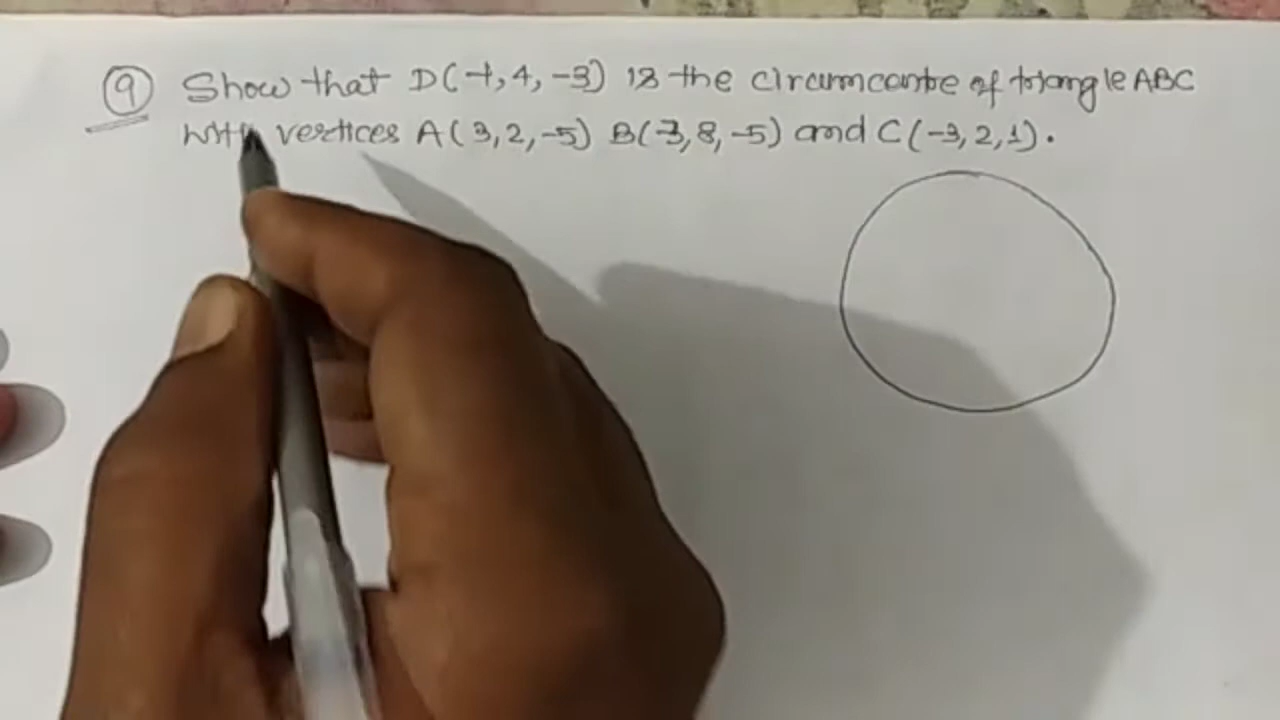 9 Show that D(-1, 4, -3) is the circumcentre of triangle ABC
with vertices A(3, 2, -5) B(-3, 8, -5) and C(-3, 2, 1).